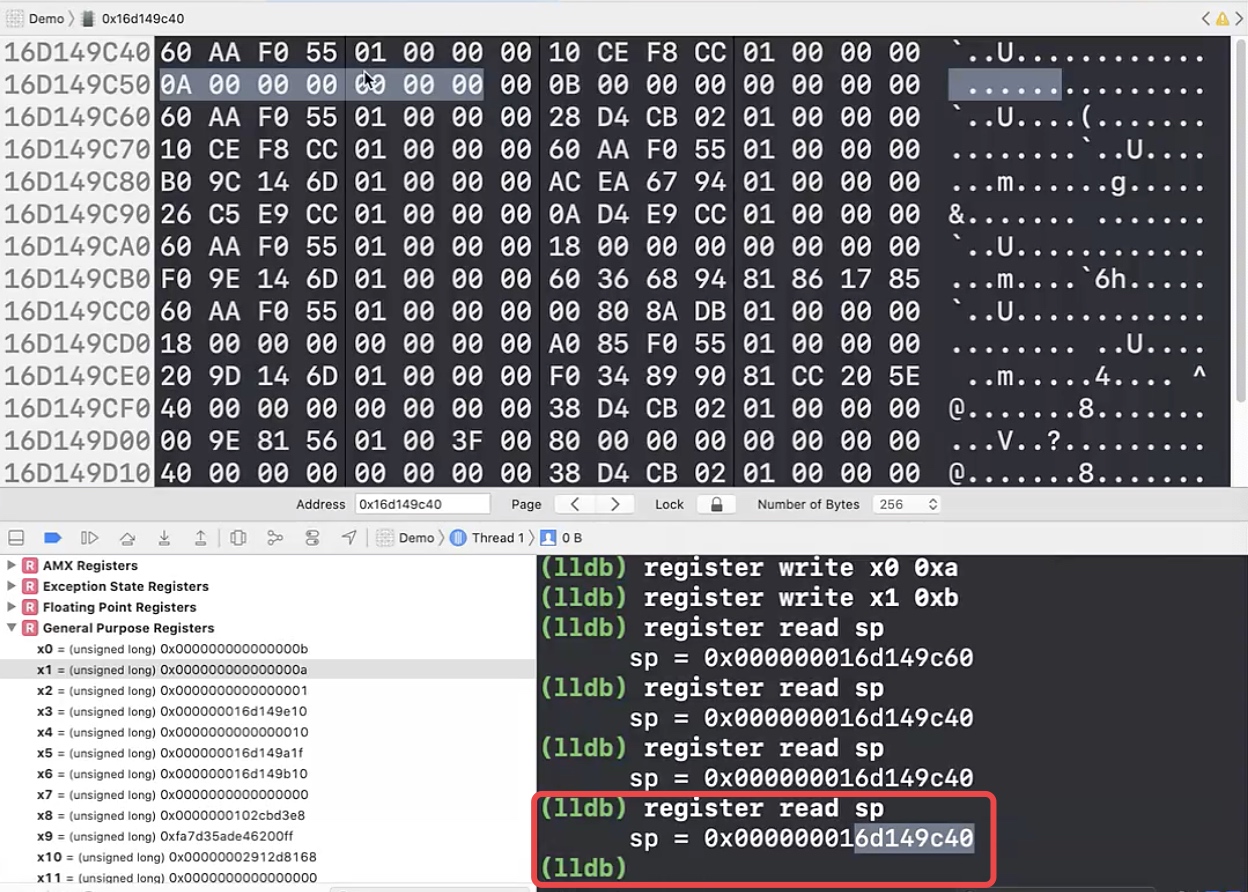 Demo 〉 0x16d149c40
16D149C40 60 AA F0 55 01 00 00 00 10 CE F8 CC 01 00 00 00 `..U............
16D149C50 0A 00 00 00 00 00 00 00 0B 00 00 00 00 00 00 00 ...............
16D149C60 60 AA F0 55 01 00 00 00 28 D4 CB 02 01 00 00 00 `..U....(.......
16D149C70 10 CE F8 CC 01 00 00 00 60 AA F0 55 01 00 00 00 ........`..U....
16D149C80 B0 9C 14 6D 01 00 00 00 AC EA 67 94 01 00 00 00 ...m......g.....
16D149C90 26 C5 E9 CC 01 00 00 00 0A D4 E9 CC 01 00 00 00 &....... .......
16D149CA0 60 AA F0 55 01 00 00 00 18 00 00 00 00 00 00 00 `..U............
16D149CB0 F0 9E 14 6D 01 00 00 00 60 36 68 94 81 86 17 85 ...m....`6h.....
16D149CC0 60 AA F0 55 01 00 00 00 00 80 8A DB 01 00 00 00 `..U............
16D149CD0 18 00 00 00 00 00 00 00 A0 85 F0 55 01 00 00 00 ........ ..U....
16D149CE0 20 9D 14 6D 01 00 00 00 F0 34 89 90 81 CC 20 5E ..m.....4.... ^
16D149CF0 40 00 00 00 00 00 00 00 38 D4 CB 02 01 00 00 00 @.......8.......
16D149D00 00 9E 81 56 01 00 3F 00 80 00 00 00 00 00 00 00 ...V..?.........
16D149D10 40 00 00 00 00 00 00 00 38 D4 CB 02 01 00 00 00 @.......8.......
Address 0x16d149c40 Page Lock Number of Bytes 256
Demo 〉 Thread 1 〉 0 B
AMX Registers
Exception State Registers
Floating Point Registers
General Purpose Registers
x0 = (unsigned long) 0x000000000000000b
x1 = (unsigned long) 0x000000000000000a
x2 = (unsigned long) 0x0000000000000001
x3 = (unsigned long) 0x000000016d149e10
x4 = (unsigned long) 0x0000000000000010
x5 = (unsigned long) 0x000000016d149a1f
x6 = (unsigned long) 0x000000016d149b10
x7 = (unsigned long) 0x0000000000000000
x8 = (unsigned long) 0x0000000102cbd3e8
x9 = (unsigned long) 0xfa7d35ade46200ff
x10 = (unsigned long) 0x00000002912d8168
x11 = (unsigned long) 0x0000000000000000
(lldb) register write x0 0xa
(lldb) register write x1 0xb
(lldb) register read sp
sp = 0x000000016d149c60
(lldb) register read sp
sp = 0x000000016d149c40
(lldb) register read sp
sp = 0x000000016d149c40
(lldb) register read sp
sp = 0x000000016d149c40
(lldb)